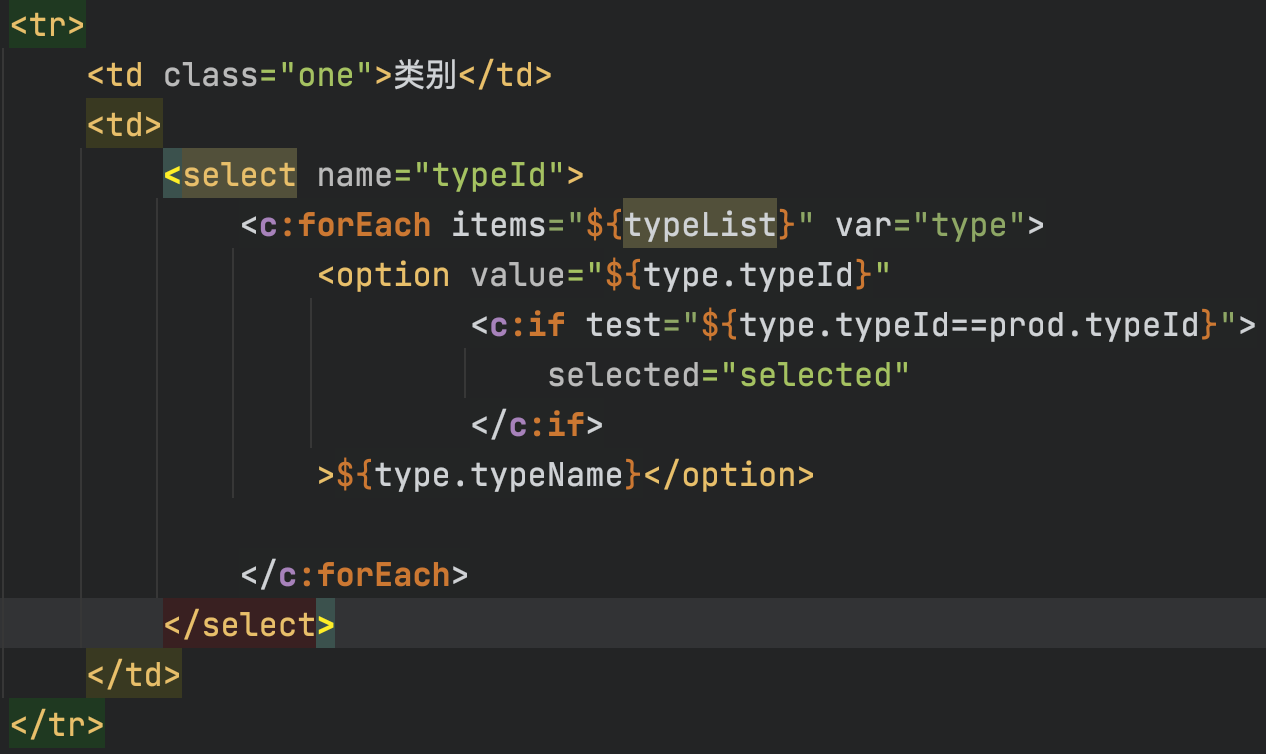 <tr>
<td class="one">类别</td>
<td>
<select name="typeId">
<c:forEach items="${typeList}" var="type">
<option value="${type.typeId}"
<c:if test="${type.typeId==prod.typeId}">
selected="selected"
</c:if>
>${type.typeName}</option>
</c:forEach>
</select>
</td>
</tr>